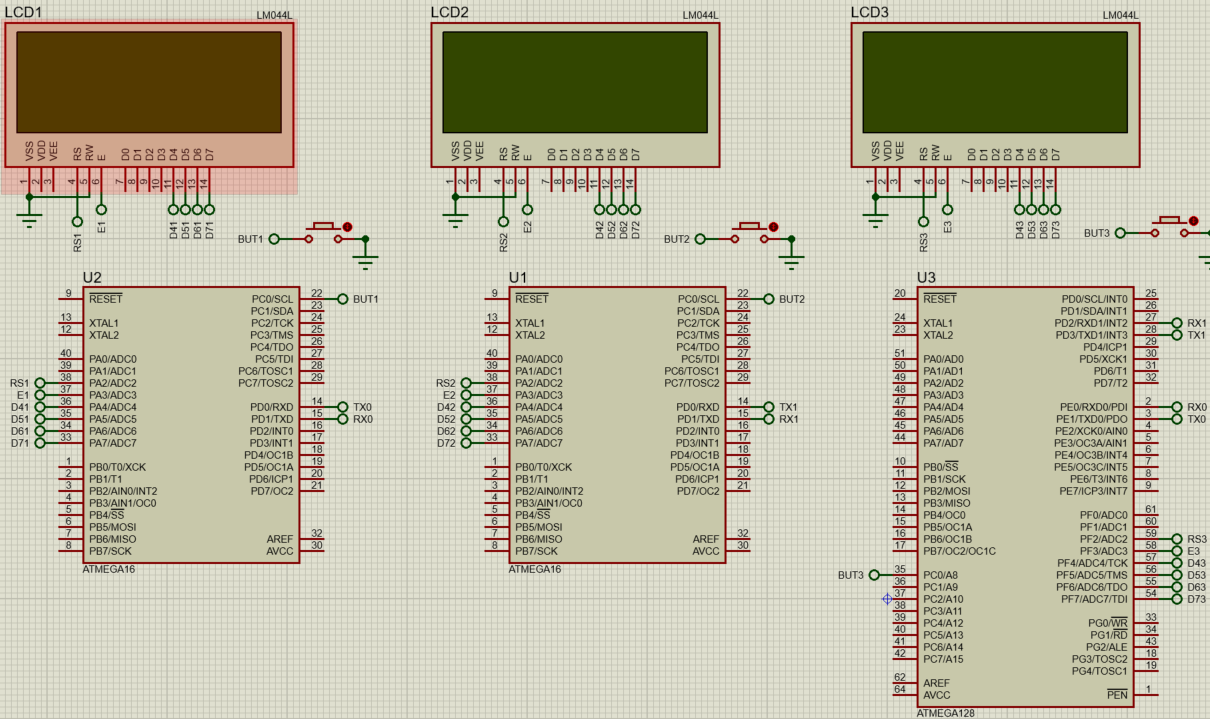 LCD1
LM044L
VSS
VDD
VEE
RS
RW
E
D0
D1
D2
D3
D4
D5
D6
D7
1
2
3
4
5
6
7
8
9
10
11
12
13
14
RS1
E1
D41
D51
D61
D71
BUT1
LCD2
LM044L
VSS
VDD
VEE
RS
RW
E
D0
D1
D2
D3
D4
D5
D6
D7
1
2
3
4
5
6
7
8
9
10
11
12
13
14
RS2
E2
D42
D52
D62
D72
BUT2
LCD3
LM044L
VSS
VDD
VEE
RS
RW
E
D0
D1
D2
D3
D4
D5
D6
D7
1
2
3
4
5
6
7
8
9
10
11
12
13
14
RS3
E3
D43
D53
D63
D73
BUT3
U2
9 RESET PC0/SCL 22 BUT1
PC1/SDA 23
13 XTAL1 PC2/TCK 24
12 XTAL2 PC3/TMS 25
PC4/TDO 26
40 PA0/ADC0 PC5/TDI 27
39 PA1/ADC1 PC6/TOSC1 28
RS1 38 PA2/ADC2 PC7/TOSC2 29
E1 37 PA3/ADC3
D41 36 PA4/ADC4 PD0/RXD 14 TX0
D51 35 PA5/ADC5 PD1/TXD 15 RX0
D61 34 PA6/ADC6 PD2/INT0 16
D71 33 PA7/ADC7 PD3/INT1 17
PD4/OC1B 18
1 PB0/T0/XCK PD5/OC1A 19
2 PB1/T1 PD6/ICP1 20
3 PB2/AIN0/INT2 PD7/OC2 21
4 PB3/AIN1/OC0
5 PB4/SS
6 PB5/MOSI
7 PB6/MISO AREF 32
8 PB7/SCK AVCC 30
ATMEGA16
U1
9 RESET PC0/SCL 22 BUT2
PC1/SDA 23
13 XTAL1 PC2/TCK 24
12 XTAL2 PC3/TMS 25
PC4/TDO 26
40 PA0/ADC0 PC5/TDI 27
39 PA1/ADC1 PC6/TOSC1 28
RS2 38 PA2/ADC2 PC7/TOSC2 29
E2 37 PA3/ADC3
D42 36 PA4/ADC4 PD0/RXD 14 TX1
D52 35 PA5/ADC5 PD1/TXD 15 RX1
D62 34 PA6/ADC6 PD2/INT0 16
D72 33 PA7/ADC7 PD3/INT1 17
PD4/OC1B 18
1 PB0/T0/XCK PD5/OC1A 19
2 PB1/T1 PD6/ICP1 20
3 PB2/AIN0/INT2 PD7/OC2 21
4 PB3/AIN1/OC0
5 PB4/SS
6 PB5/MOSI
7 PB6/MISO AREF 32
8 PB7/SCK AVCC 30
ATMEGA16
U3
20 RESET PD0/SCL/INT0 25
PD1/SDA/INT1 26
24 XTAL1 PD2/RXD1/INT2 27 RX1
23 XTAL2 PD3/TXD1/INT3 28 TX1
PD4/ICP1 29
51 PA0/AD0 PD5/XCK1 30
50 PA1/AD1 PD6/T1 31
49 PA2/AD2 PD7/T2 32
48 PA3/AD3
47 PA4/AD4 PE0/RXD0/PDI 2 RX0
46 PA5/AD5 PE1/TXD0/PDO 3 TX0
45 PA6/AD6 PE2/XCK0/AIN0 4
44 PA7/AD7 PE3/OC3A/AIN1 5
PE4/OC3B/INT4 6
10 PB0/SS PE5/OC3C/INT5 7
11 PB1/SCK PE6/T3/INT6 8
12 PB2/MOSI PE7/ICP3/INT7 9
13 PB3/MISO
14 PB4/OC0 PF0/ADC0 61
15 PB5/OC1A PF1/ADC1 60
16 PB6/OC1B PF2/ADC2 59 RS3
17 PB7/OC2/OC1C PF3/ADC3 58 E3
PF4/ADC4/TCK 57 D43
BUT3 35 PC0/A8 PF5/ADC5/TMS 56 D53
36 PC1/A9 PF6/ADC6/TDO 55 D63
37 PC2/A10 PF7/ADC7/TDI 54 D73
38 PC3/A11
39 PC4/A12 PG0/WR 33
40 PC5/A13 PG1/RD 34
41 PC6/A14 PG2/ALE 43
42 PC7/A15 PG3/TOSC2 18
PG4/TOSC1 19
62 AREF
64 AVCC PEN 1
ATMEGA128